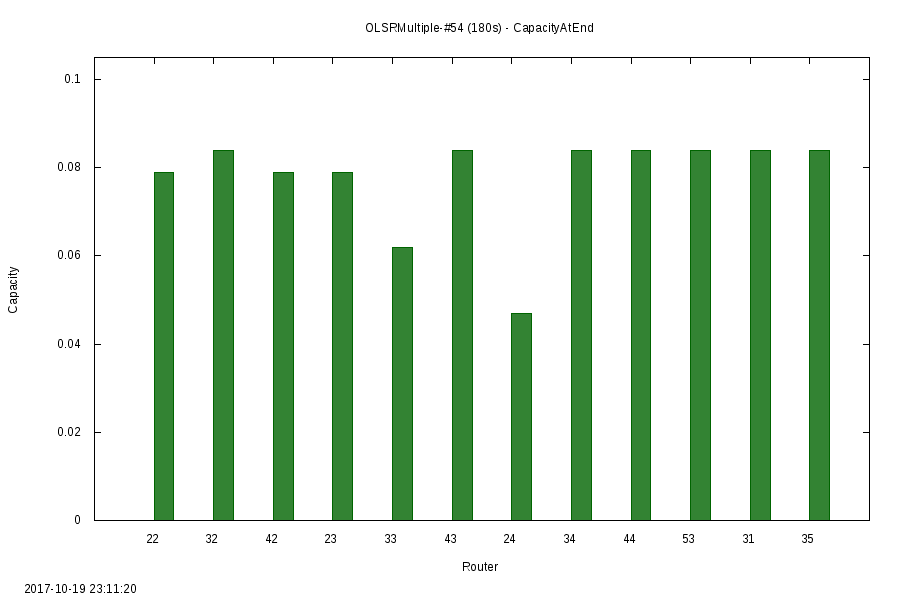 OLSRMultiple-#54 (180s) - CapacityAtEnd
0.1
0.08
0.06
0.04
0.02
0
Capacity
22 32 42 23 33 43 24 34 44 53 31 35
Router
2017-10-19 23:11:20